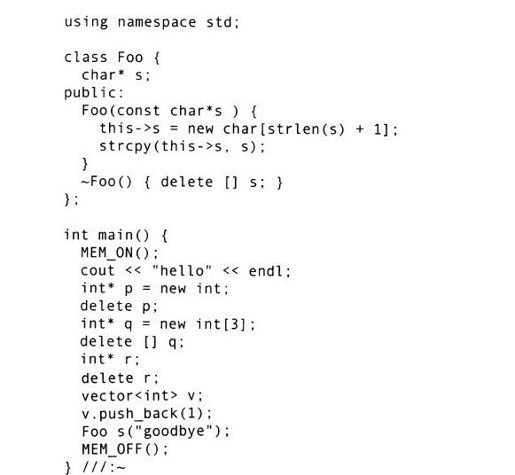 using namespace std;
class Foo {
char* s;
public:
Foo(const char*s ) {
this->s = new char[strlen(s) + 1];
strcpy(this->s. s);
}
~Foo() { delete [] s; }
};
int main() {
MEM_ON();
cout << "hello" << endl;
int* p = new int;
delete p;
int* q = new int[3];
delete [] q;
int* r;
delete r;
vector<int> v;
v.push_back(1);
Foo s("goodbye");
MEM_OFF();
} ///:~